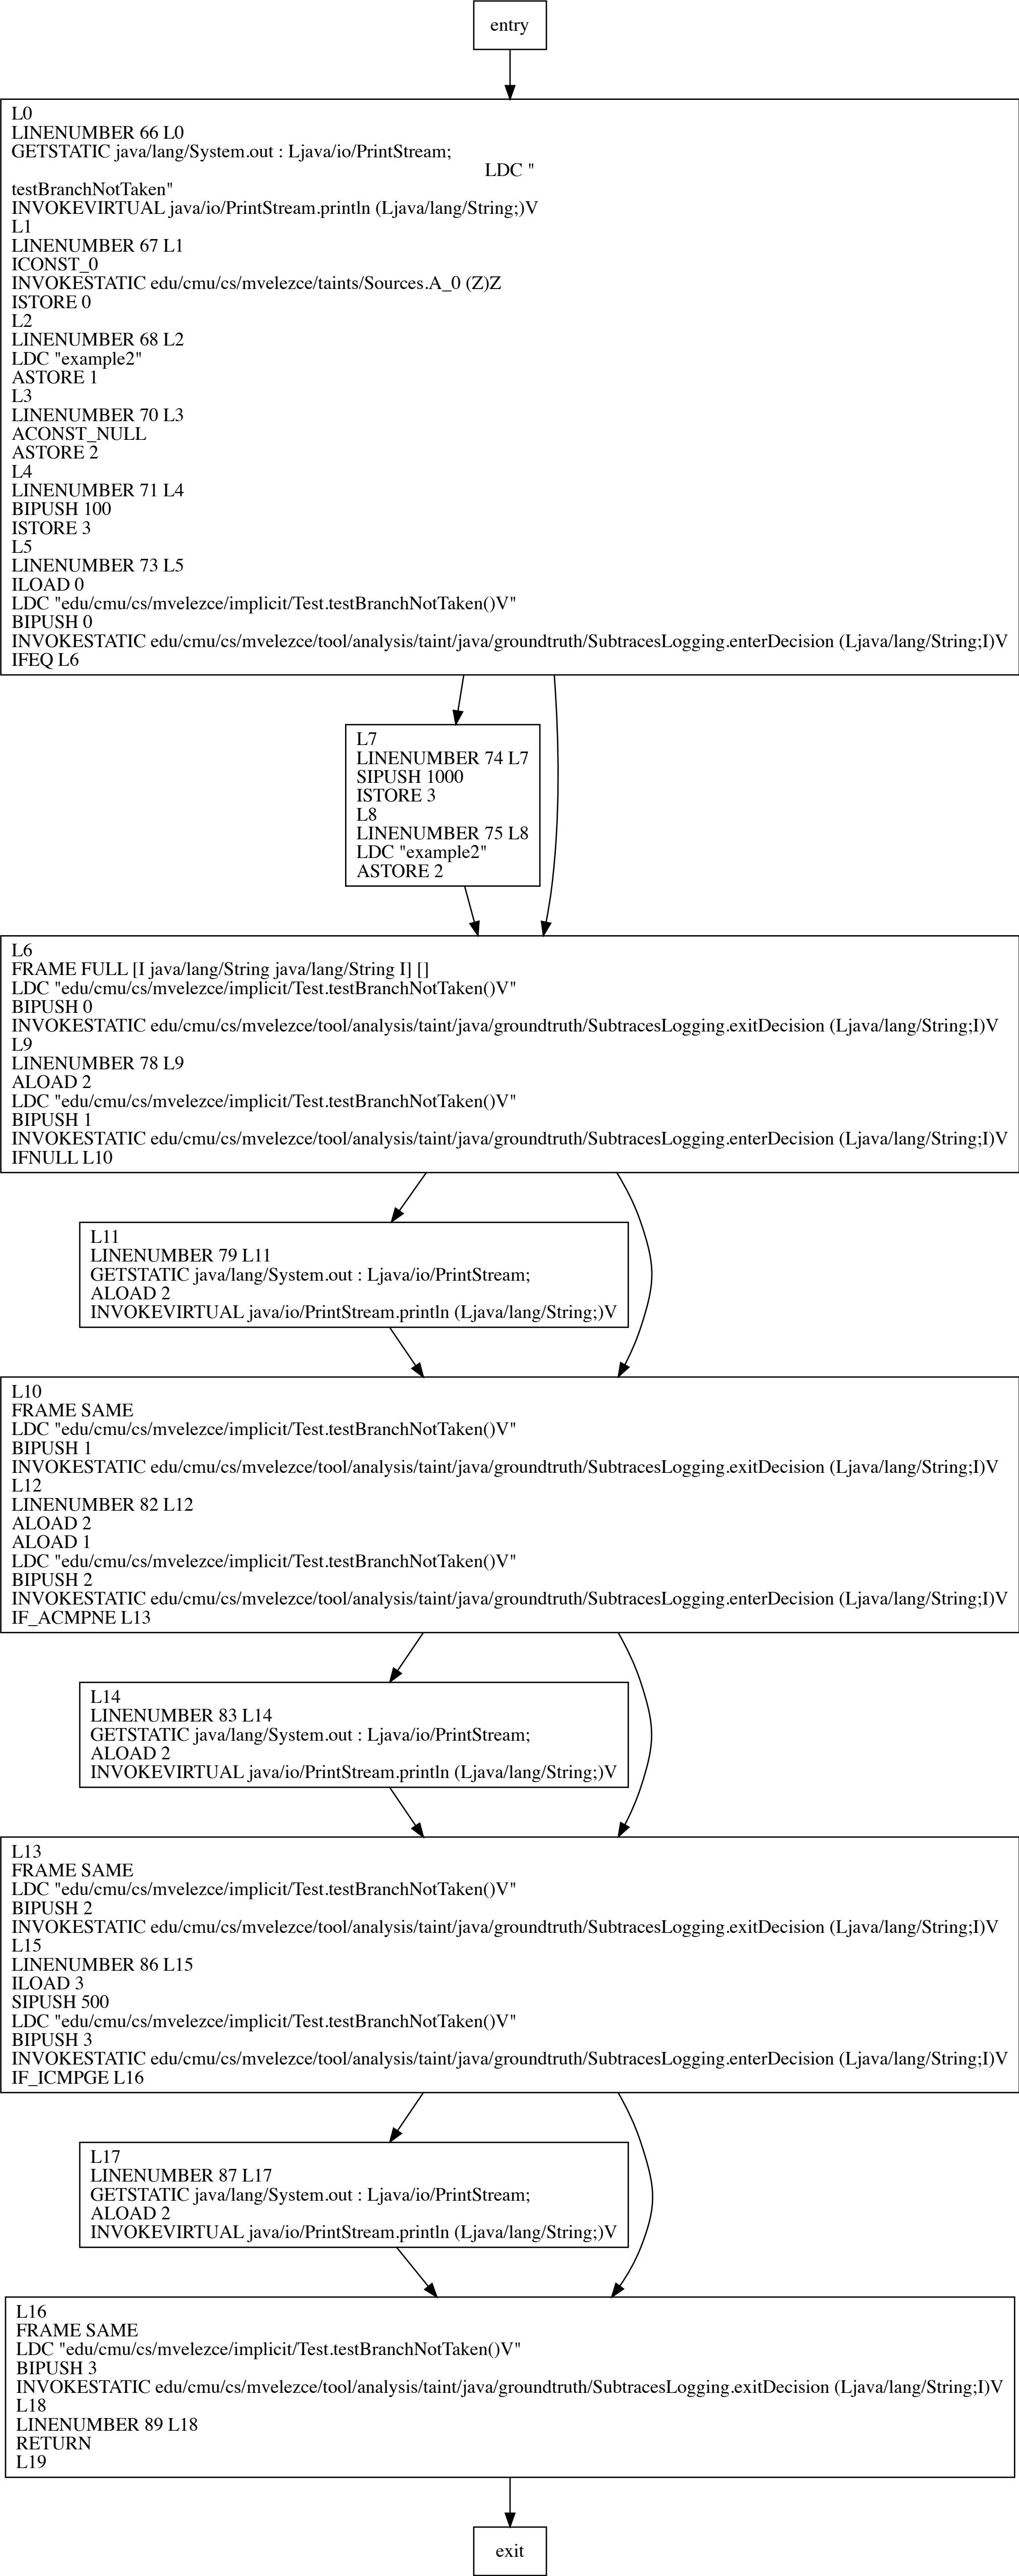 entry
L0
LINENUMBER 66 L0
GETSTATIC java/lang/System.out : Ljava/io/PrintStream;
LDC "
testBranchNotTaken"
INVOKEVIRTUAL java/io/PrintStream.println (Ljava/lang/String;)V
L1
LINENUMBER 67 L1
ICONST_0
INVOKESTATIC edu/cmu/cs/mvelezce/taints/Sources.A_0 (Z)Z
ISTORE 0
L2
LINENUMBER 68 L2
LDC "example2"
ASTORE 1
L3
LINENUMBER 70 L3
ACONST_NULL
ASTORE 2
L4
LINENUMBER 71 L4
BIPUSH 100
ISTORE 3
L5
LINENUMBER 73 L5
ILOAD 0
LDC "edu/cmu/cs/mvelezce/implicit/Test.testBranchNotTaken()V"
BIPUSH 0
INVOKESTATIC edu/cmu/cs/mvelezce/tool/analysis/taint/java/groundtruth/SubtracesLogging.enterDecision (Ljava/lang/String;I)V
IFEQ L6
L7
LINENUMBER 74 L7
SIPUSH 1000
ISTORE 3
L8
LINENUMBER 75 L8
LDC "example2"
ASTORE 2
L6
FRAME FULL [I java/lang/String java/lang/String I] []
LDC "edu/cmu/cs/mvelezce/implicit/Test.testBranchNotTaken()V"
BIPUSH 0
INVOKESTATIC edu/cmu/cs/mvelezce/tool/analysis/taint/java/groundtruth/SubtracesLogging.exitDecision (Ljava/lang/String;I)V
L9
LINENUMBER 78 L9
ALOAD 2
LDC "edu/cmu/cs/mvelezce/implicit/Test.testBranchNotTaken()V"
BIPUSH 1
INVOKESTATIC edu/cmu/cs/mvelezce/tool/analysis/taint/java/groundtruth/SubtracesLogging.enterDecision (Ljava/lang/String;I)V
IFNULL L10
L11
LINENUMBER 79 L11
GETSTATIC java/lang/System.out : Ljava/io/PrintStream;
ALOAD 2
INVOKEVIRTUAL java/io/PrintStream.println (Ljava/lang/String;)V
L10
FRAME SAME
LDC "edu/cmu/cs/mvelezce/implicit/Test.testBranchNotTaken()V"
BIPUSH 1
INVOKESTATIC edu/cmu/cs/mvelezce/tool/analysis/taint/java/groundtruth/SubtracesLogging.exitDecision (Ljava/lang/String;I)V
L12
LINENUMBER 82 L12
ALOAD 2
ALOAD 1
LDC "edu/cmu/cs/mvelezce/implicit/Test.testBranchNotTaken()V"
BIPUSH 2
INVOKESTATIC edu/cmu/cs/mvelezce/tool/analysis/taint/java/groundtruth/SubtracesLogging.enterDecision (Ljava/lang/String;I)V
IF_ACMPNE L13
L14
LINENUMBER 83 L14
GETSTATIC java/lang/System.out : Ljava/io/PrintStream;
ALOAD 2
INVOKEVIRTUAL java/io/PrintStream.println (Ljava/lang/String;)V
L13
FRAME SAME
LDC "edu/cmu/cs/mvelezce/implicit/Test.testBranchNotTaken()V"
BIPUSH 2
INVOKESTATIC edu/cmu/cs/mvelezce/tool/analysis/taint/java/groundtruth/SubtracesLogging.exitDecision (Ljava/lang/String;I)V
L15
LINENUMBER 86 L15
ILOAD 3
SIPUSH 500
LDC "edu/cmu/cs/mvelezce/implicit/Test.testBranchNotTaken()V"
BIPUSH 3
INVOKESTATIC edu/cmu/cs/mvelezce/tool/analysis/taint/java/groundtruth/SubtracesLogging.enterDecision (Ljava/lang/String;I)V
IF_ICMPGE L16
L17
LINENUMBER 87 L17
GETSTATIC java/lang/System.out : Ljava/io/PrintStream;
ALOAD 2
INVOKEVIRTUAL java/io/PrintStream.println (Ljava/lang/String;)V
L16
FRAME SAME
LDC "edu/cmu/cs/mvelezce/implicit/Test.testBranchNotTaken()V"
BIPUSH 3
INVOKESTATIC edu/cmu/cs/mvelezce/tool/analysis/taint/java/groundtruth/SubtracesLogging.exitDecision (Ljava/lang/String;I)V
L18
LINENUMBER 89 L18
RETURN
L19
exit